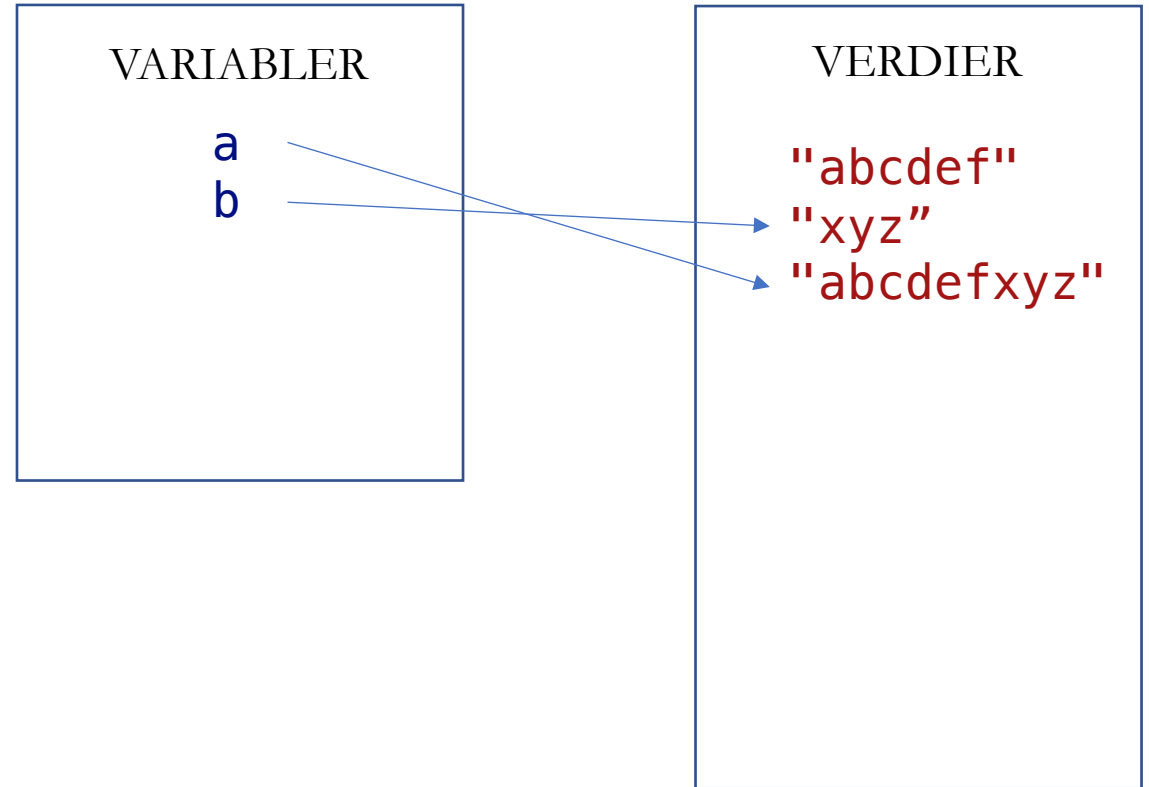 VARIABLER
a
b
VERDIER
"abcdef"
"xyz”
"abcdefxyz"